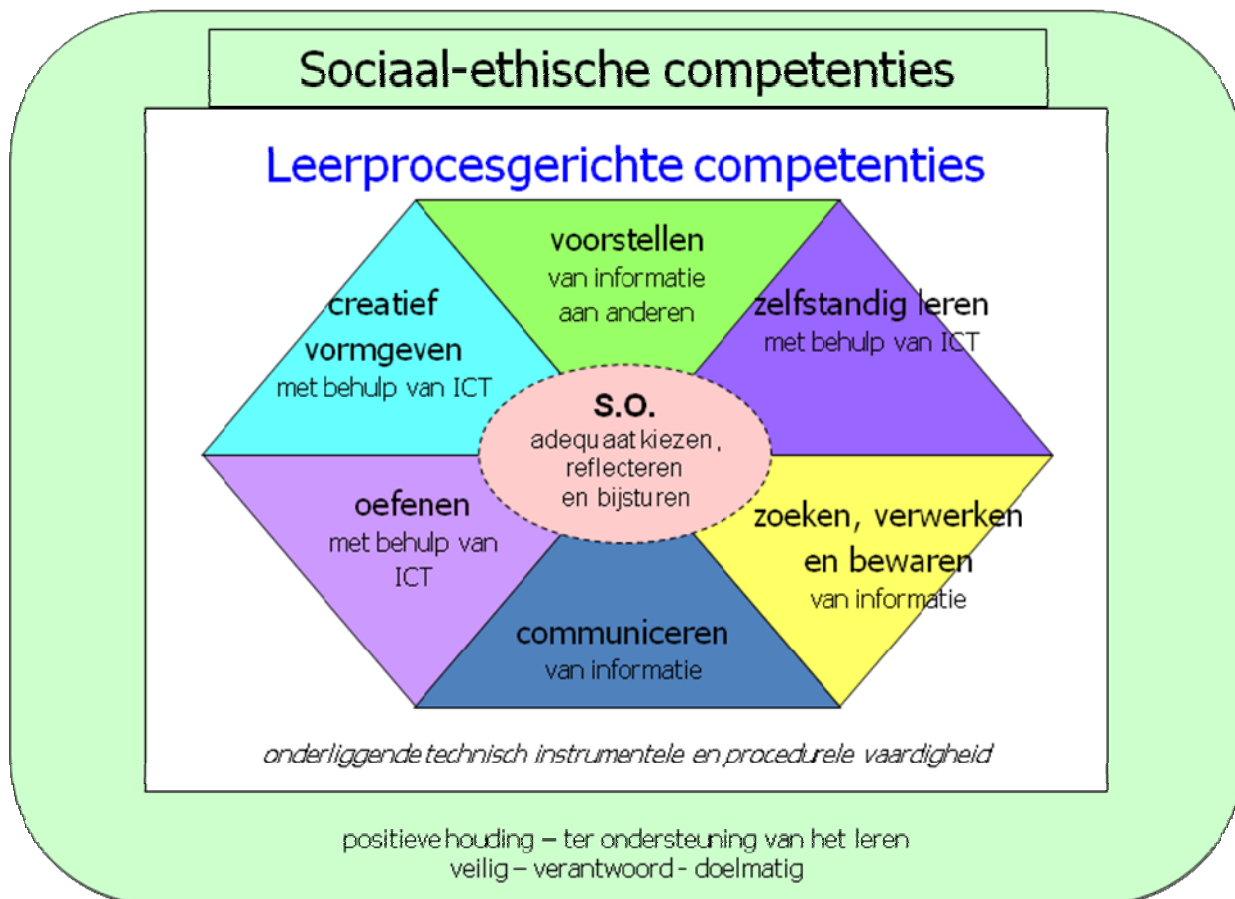 Sociaal-ethische competenties
Leerprocesgerichte competenties
voorstellen
van informatie
aan anderen
creatief
vormgeven
met behulp van ICT
zelfstandig leren
met behulp van ICT
S.O.
adequaat kiezen,
reflecteren
en bijsturen
oefenen
met behulp van
ICT
zoeken, verwerken
en bewaren
van informatie
communiceren
van informatie
onderliggende technisch instrumentele en procedurele vaardigheid
positieve houding – ter ondersteuning van het leren
veilig – verantwoord - doelmatig